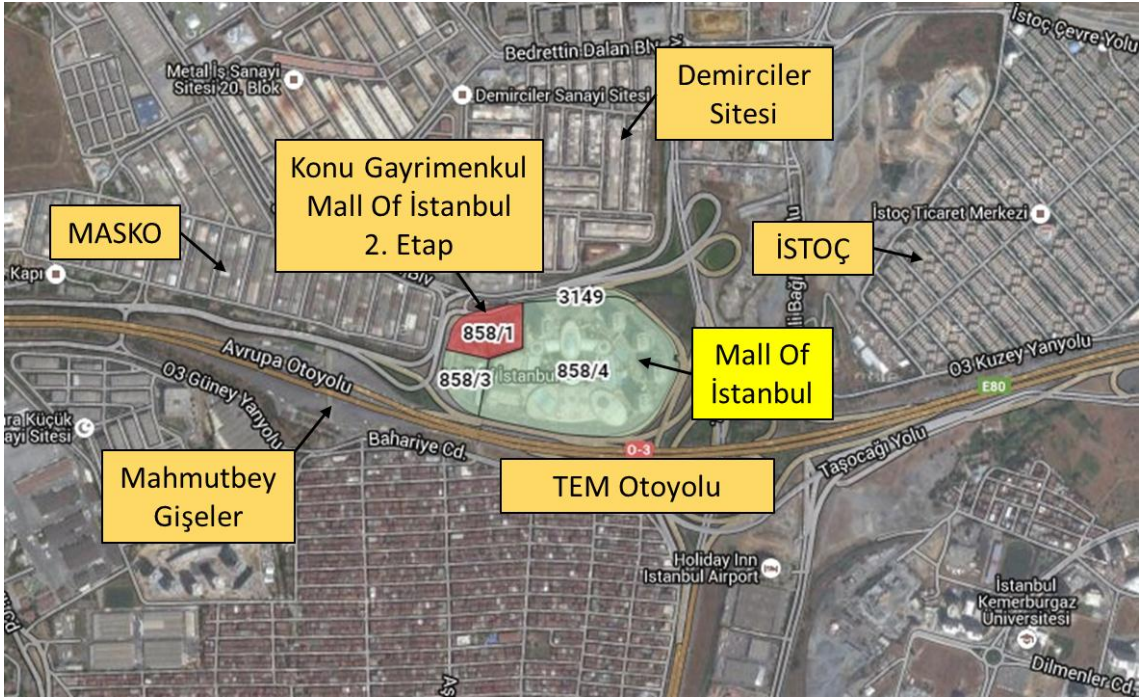 İstoç Çevre Yolu
Bedrettin Dalan Blv.
Metal İş Sanayi
Sitesi 20. Blok
Demirciler Sanayi Sitesi
Demirciler
Sitesi
Konu Gayrimenkul
Mall Of İstanbul
2. Etap
MASKO
İstoç Ticaret Merkezi
İSTOÇ
Kapı
3149
858/1
858/3
858/4
Mall Of
İstanbul
Avrupa Otoyolu
O3 Güney Yanyolu
O3 Kuzey Yanyolu
E80
O-3
Bahariye Cd.
Taşocağı Yolu
Mahmutbey
Gişeler
TEM Otoyolu
Holiday Inn
Istanbul Airport
İstanbul
Kemerburgaz
Üniversitesi
Dilmenler Cd.